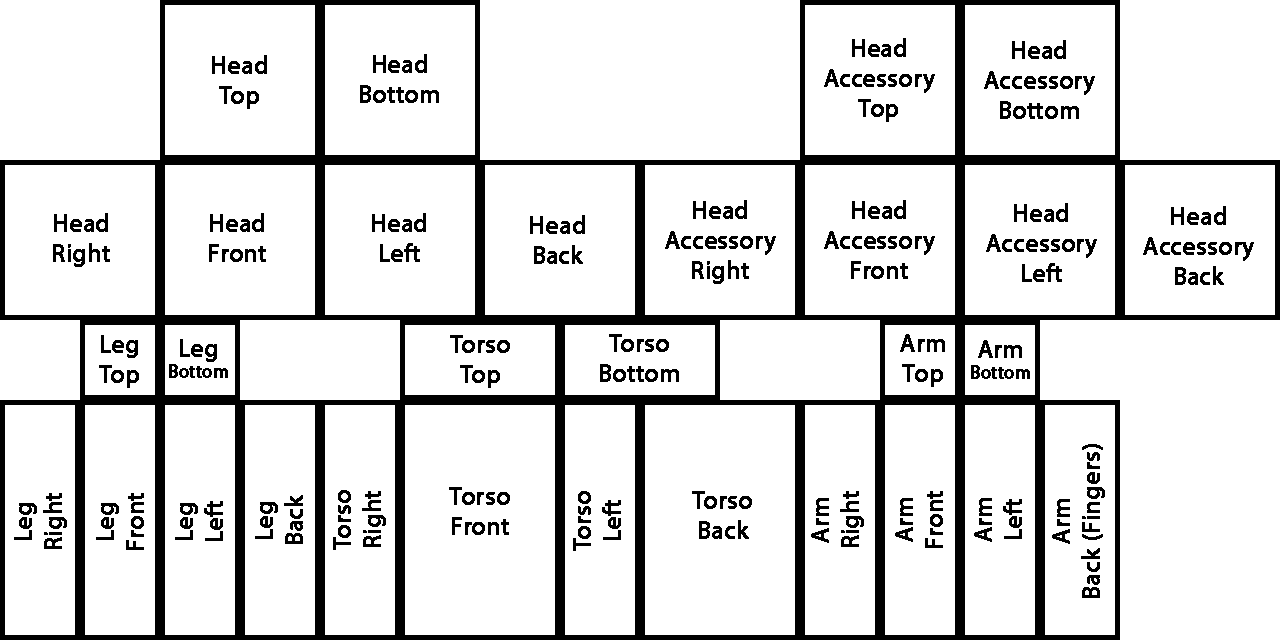 Head
Top
Head
Bottom
Head
Accessory
Top
Head
Accessory
Bottom
Head
Right
Head
Front
Head
Left
Head
Back
Head
Accessory
Right
Head
Accessory
Front
Head
Accessory
Left
Head
Accessory
Back
Leg
Top
Leg
Bottom
Torso
Top
Torso
Bottom
Arm
Top
Arm
Bottom
Leg
Right
Leg
Front
Leg
Left
Leg
Back
Torso
Right
Torso
Front
Torso
Left
Torso
Back
Arm
Right
Arm
Front
Arm
Left
Arm
Back (Fingers)